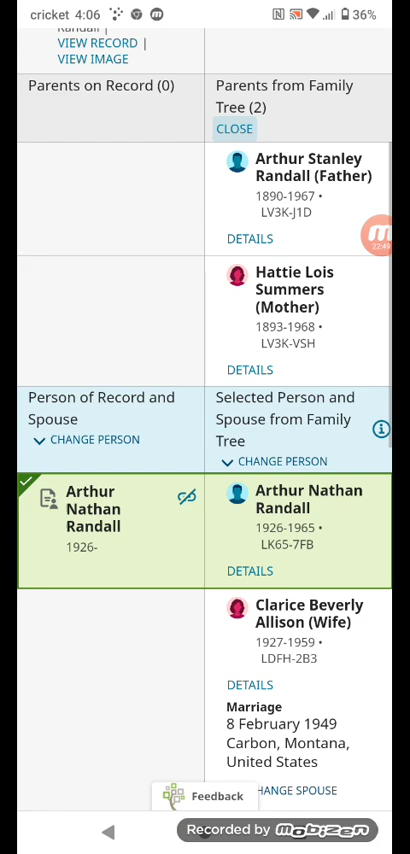 cricket 4:06 36%
Randall |
VIEW RECORD |
VIEW IMAGE
Parents on Record (0)
Parents from Family
Tree (2)
CLOSE
Arthur Stanley
Randall (Father)
1890-1967 •
LV3K-J1D
DETAILS
22:49
Hattie Lois
Summers
(Mother)
1893-1968 •
LV3K-VSH
DETAILS
Person of Record and
Spouse
CHANGE PERSON
Selected Person and
Spouse from Family
Tree
CHANGE PERSON
Arthur
Nathan
Randall
1926-
Arthur Nathan
Randall
1926-1965 •
LK65-7FB
DETAILS
Clarice Beverly
Allison (Wife)
1927-1959 •
LDFH-2B3
DETAILS
Marriage
8 February 1949
Carbon, Montana,
United States
HANGE SPOUSE
Feedback
Recorded by mobizen